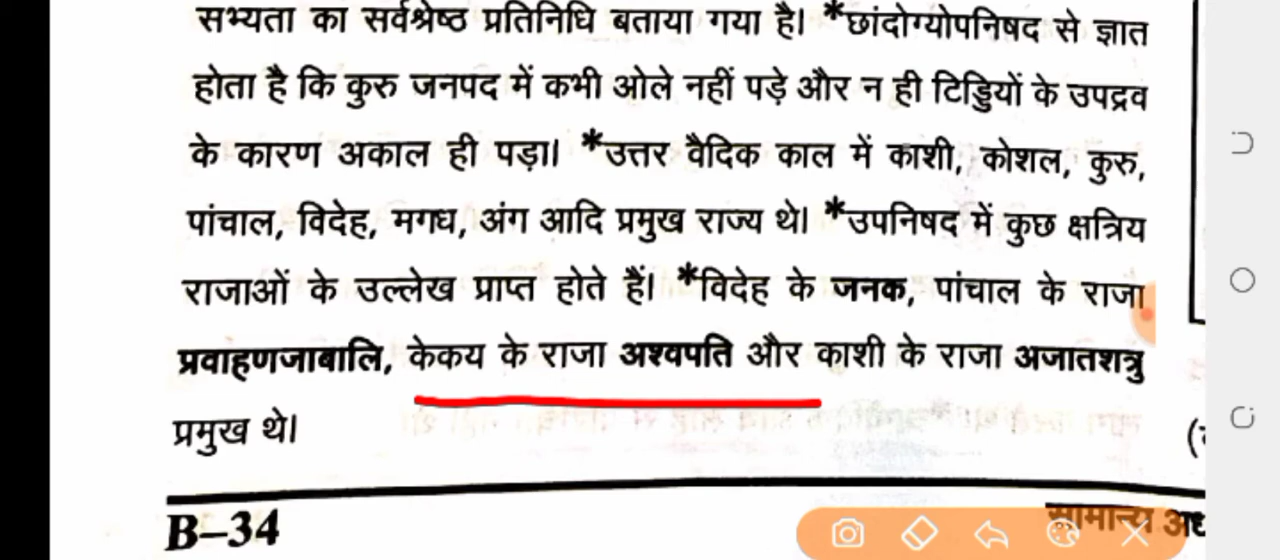 सभ्यता का सर्वश्रेष्ठ प्रतिनिधि बताया गया है। *छांदोग्योपनिषद से ज्ञात
होता है कि कुरु जनपद में कभी ओले नहीं पड़े और न ही टिड्डियों के उपद्रव
के कारण अकाल ही पड़ा। *उत्तर वैदिक काल में काशी, कोशल, कुरु,
पांचाल, विदेह, मगध, अंग आदि प्रमुख राज्य थे। *उपनिषद में कुछ क्षत्रिय
राजाओं के उल्लेख प्राप्त होते हैं। *विदेह के जनक, पांचाल के राजा
प्रवाहणजाबालि, केकय के राजा अश्वपति और काशी के राजा अजातशत्रु
प्रमुख थे।
B–34
सामान्य